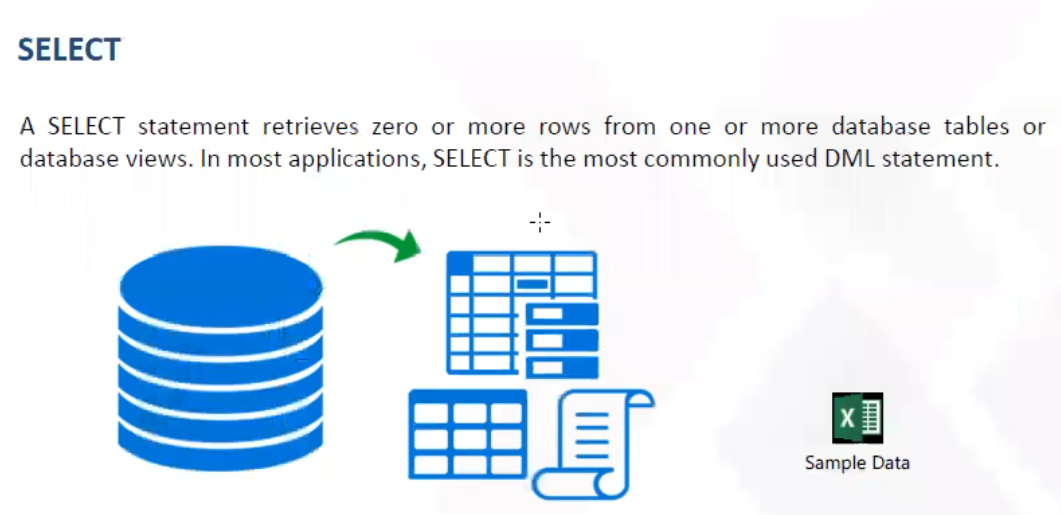 SELECT
A SELECT statement retrieves zero or more rows from one or more database tables or
database views. In most applications, SELECT is the most commonly used DML statement.
X
Sample Data